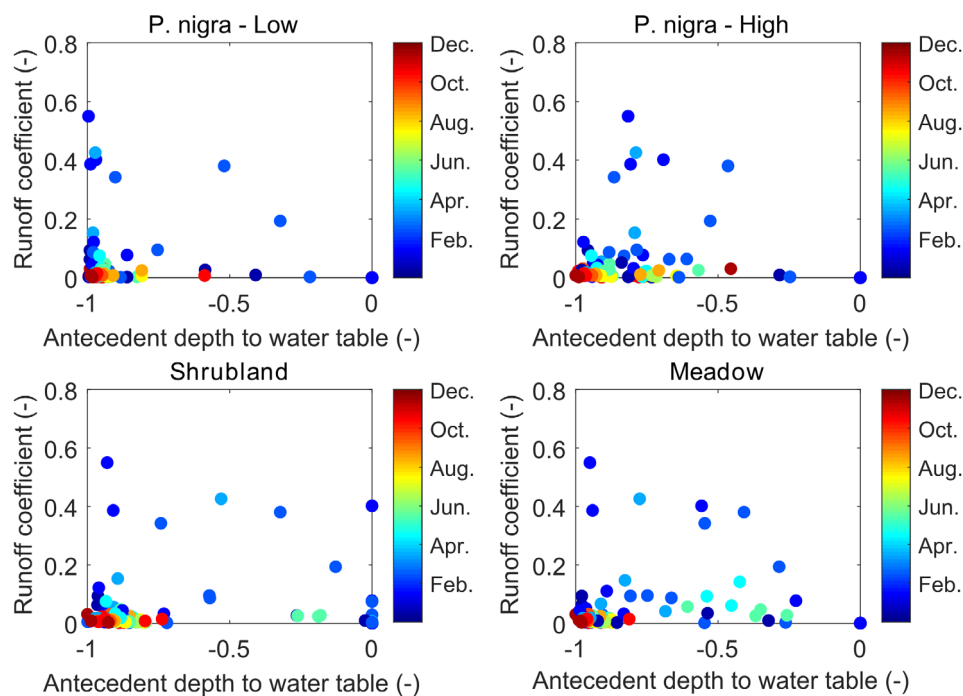 P. nigra - Low
Runoff coefficient (-)
0.8
0.6
0.4
0.2
0
-1
-0.5
0
Antecedent depth to water table (-)
Dec.
Oct.
Aug.
Jun.
Apr.
Feb.
P. nigra - High
Runoff coefficient (-)
0.8
0.6
0.4
0.2
0
-1
-0.5
0
Antecedent depth to water table (-)
Dec.
Oct.
Aug.
Jun.
Apr.
Feb.
Shrubland
Runoff coefficient (-)
0.8
0.6
0.4
0.2
0
-1
-0.5
0
Antecedent depth to water table (-)
Dec.
Oct.
Aug.
Jun.
Apr.
Feb.
Meadow
Runoff coefficient (-)
0.8
0.6
0.4
0.2
0
-1
-0.5
0
Antecedent depth to water table (-)
Dec.
Oct.
Aug.
Jun.
Apr.
Feb.